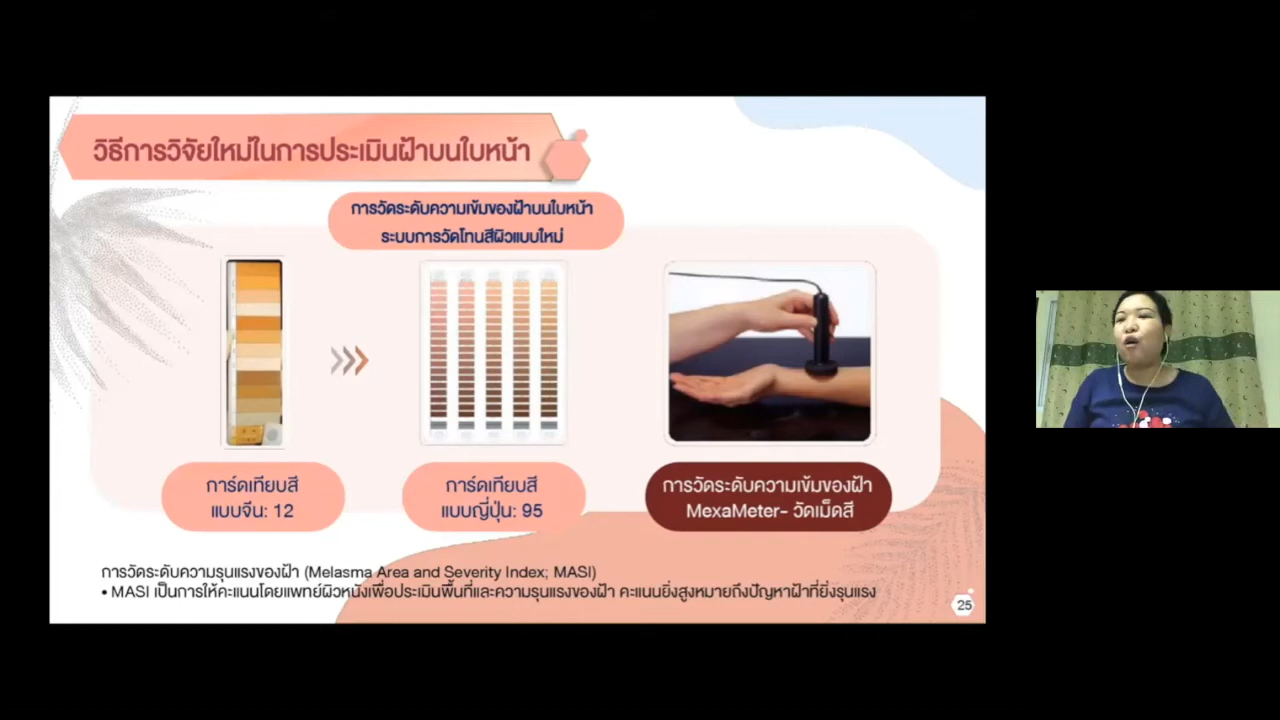 วิธีการวิจัยใหม่ในการประเมินฝ้าบนใบหน้า
การวัดระดับความเข้มของฝ้าบนใบหน้า
ระบบการวัดโทนสีผิวแบบใหม่
การ์ดเทียบสี
แบบจีน: 12
การ์ดเทียบสี
แบบญี่ปุ่น: 95
การวัดระดับความเข้มของฝ้า
MexaMeter- วัดเม็ดสี
การวัดระดับความรุนแรงของฝ้า (Melasma Area and Severity Index; MASI)
• MASI เป็นการให้คะแนนโดยแพทย์ผิวหนังเพื่อประเมินพื้นที่และความรุนแรงของฝ้า คะแนนยิ่งสูงหมายถึงปัญหาฝ้าที่ยิ่งรุนแรง
25